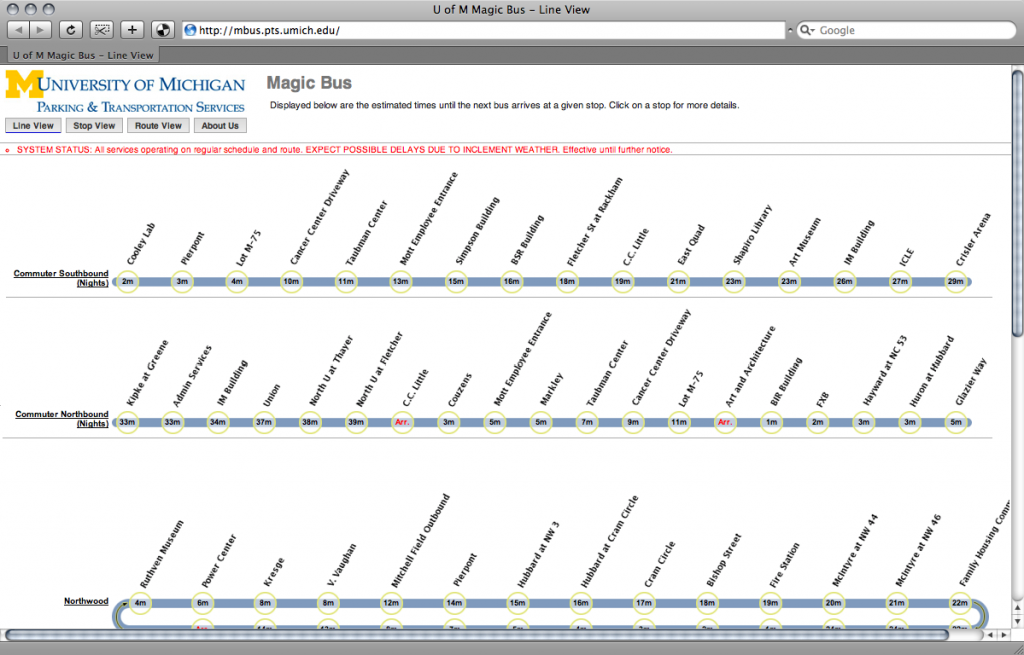 U of M Magic Bus – Line View
http://mbus.pts.umich.edu/
Google
U of M Magic Bus – Line View
M UNIVERSITY OF MICHIGAN
PARKING & TRANSPORTATION SERVICES
Magic Bus
Displayed below are the estimated times until the next bus arrives at a given stop. Click on a stop for more details.
Line View Stop View Route View About Us
SYSTEM STATUS: All services operating on regular schedule and route. EXPECT POSSIBLE DELAYS DUE TO INCLEMENT WEATHER. Effective until further notice.
Cooley Lab
Pierpont
Lot M-75
Cancer Center Driveway
Taubman Center
Mott Employee Entrance
Simpson Building
BSR Building
Fletcher St at Rackham
C.C. Little
East Quad
Shapiro Library
Art Museum
IM Building
ICLE
Crisler Arena
Commuter Southbound
(Nights)
2m 3m 4m 10m 11m 13m 15m 16m 18m 19m 21m 23m 23m 26m 27m 29m
Kipke at Greene
Admin Services
IM Building
Union
North U at Thayer
North U at Fletcher
C.C. Little
Couzens
Mott Employee Entrance
Markley
Taubman Center
Cancer Center Driveway
Lot M-75
Art and Architecture
BIR Building
FXB
Hayward at NC 53
Huron at Hubbard
Glazier Way
Commuter Northbound
(Nights)
33m 33m 34m 37m 38m 39m Arr. 3m 5m 5m 7m 9m 11m Arr. 1m 2m 3m 3m 5m
Ruthven Museum
Power Center
Kresge
V. Vaughan
Mitchell Field Outbound
Pierpont
Hubbard at NW 3
Hubbard at Cram Circle
Cram Circle
Bishop Street
Fire Station
McIntyre at NW 44
McIntyre at NW 46
Family Housing
Northwood
4m 6m 8m 8m 12m 14m 15m 16m 17m 18m 19m 20m 21m 22m